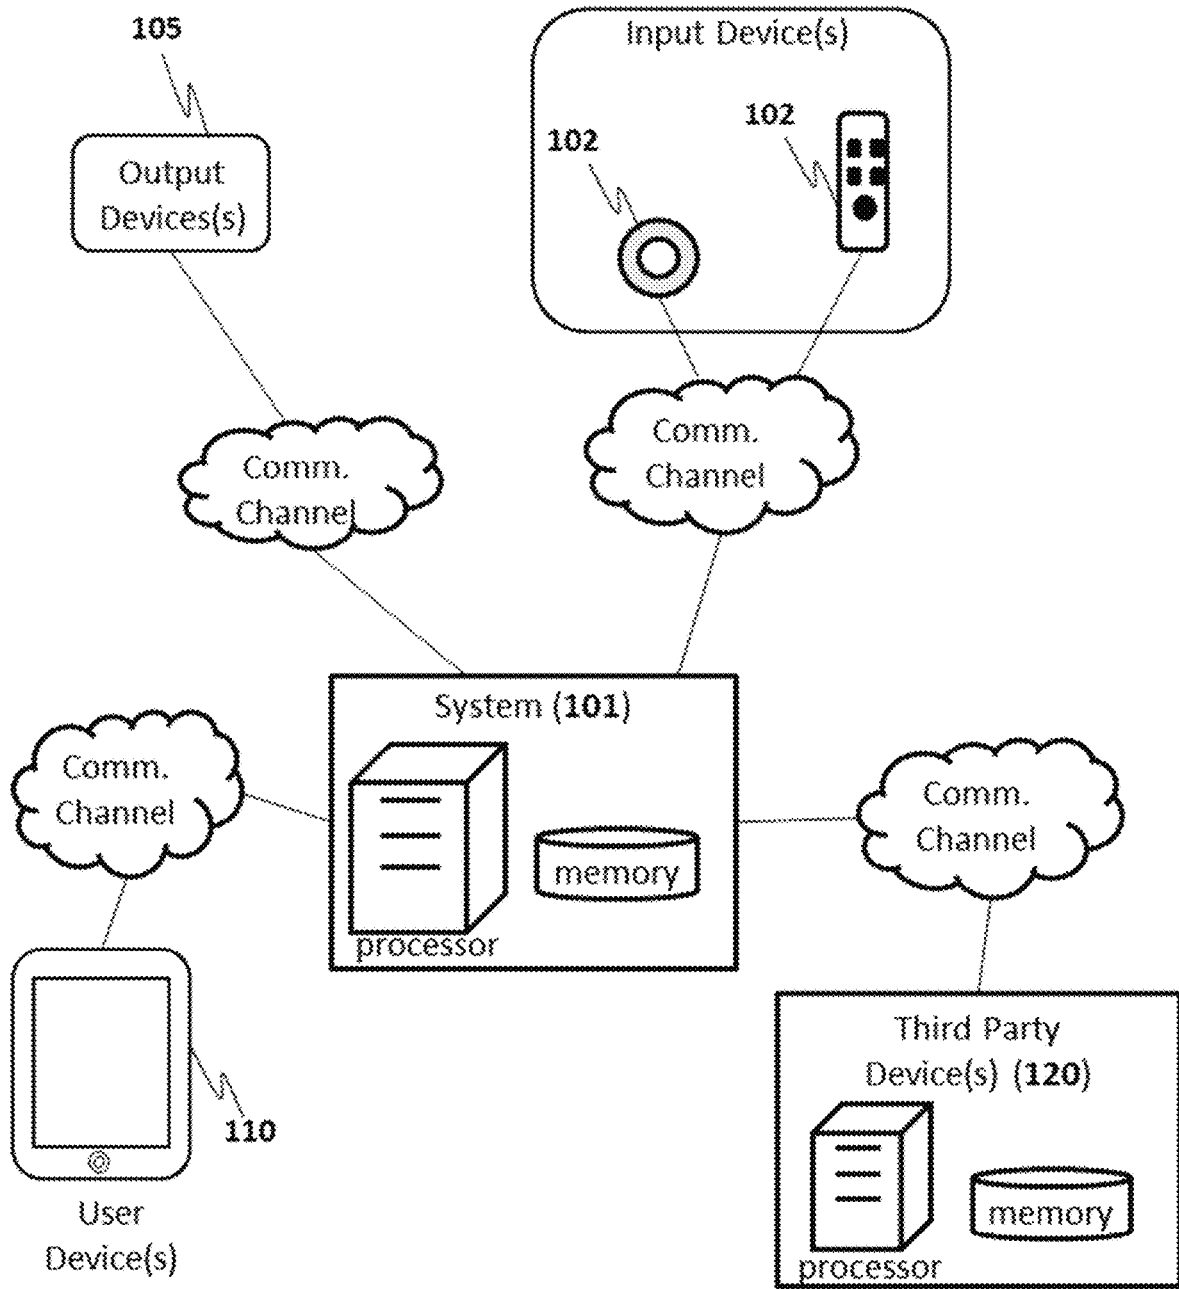 105
Input Device(s)
102
102
Output
Devices(s)
Comm.
Channel
Comm.
Channel
System (101)
Comm.
Channel
processor
memory
Comm.
Channel
110
User
Device(s)
Third Party
Device(s) (120)
processor
memory